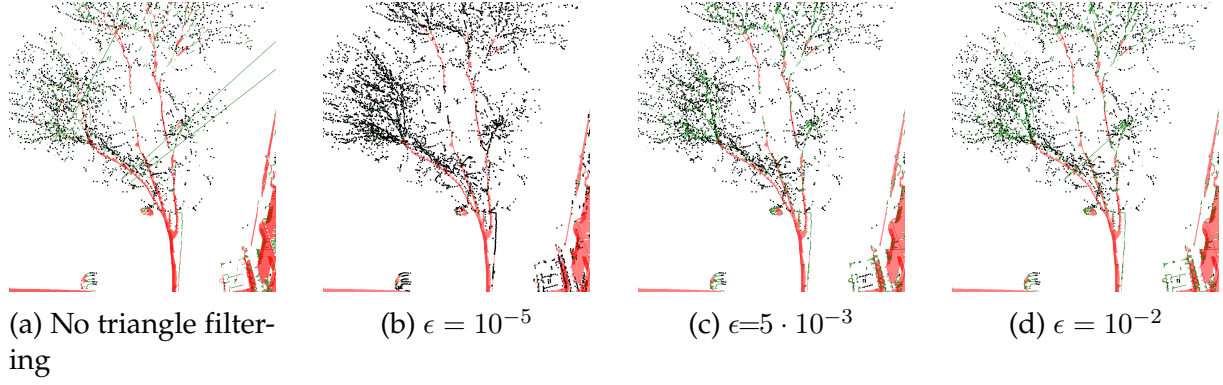 (a) No triangle filter-
ing
(b) ϵ = 10⁻⁵
(c) ϵ=5 · 10⁻³
(d) ϵ = 10⁻²